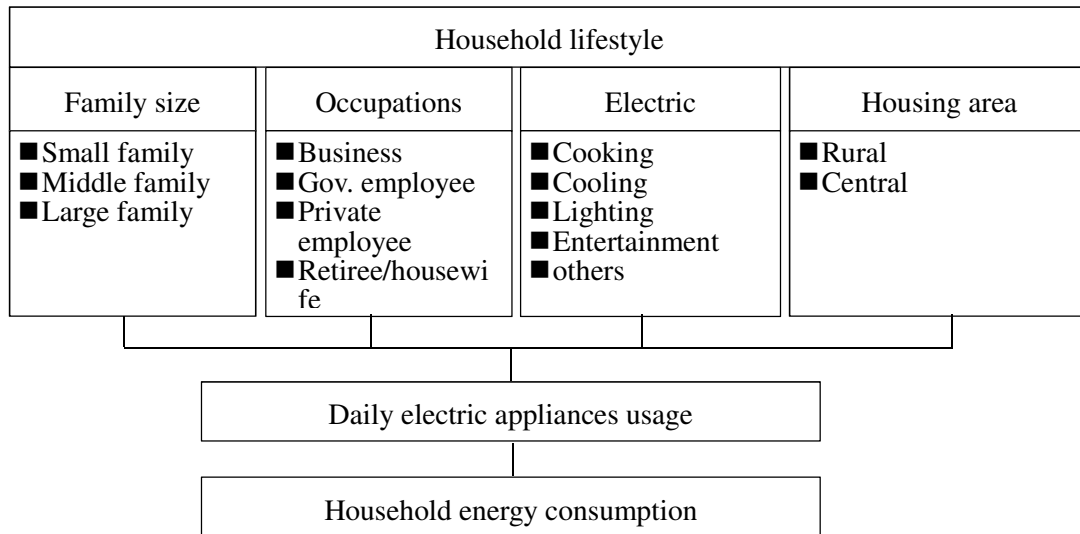 Household lifestyle
Family size
■Small family
■Middle family
■Large family
Occupations
■Business
■Gov. employee
■Private
employee
■Retiree/housewi
fe
Electric
■Cooking
■Cooling
■Lighting
■Entertainment
■others
Housing area
■Rural
■Central
Daily electric appliances usage
Household energy consumption